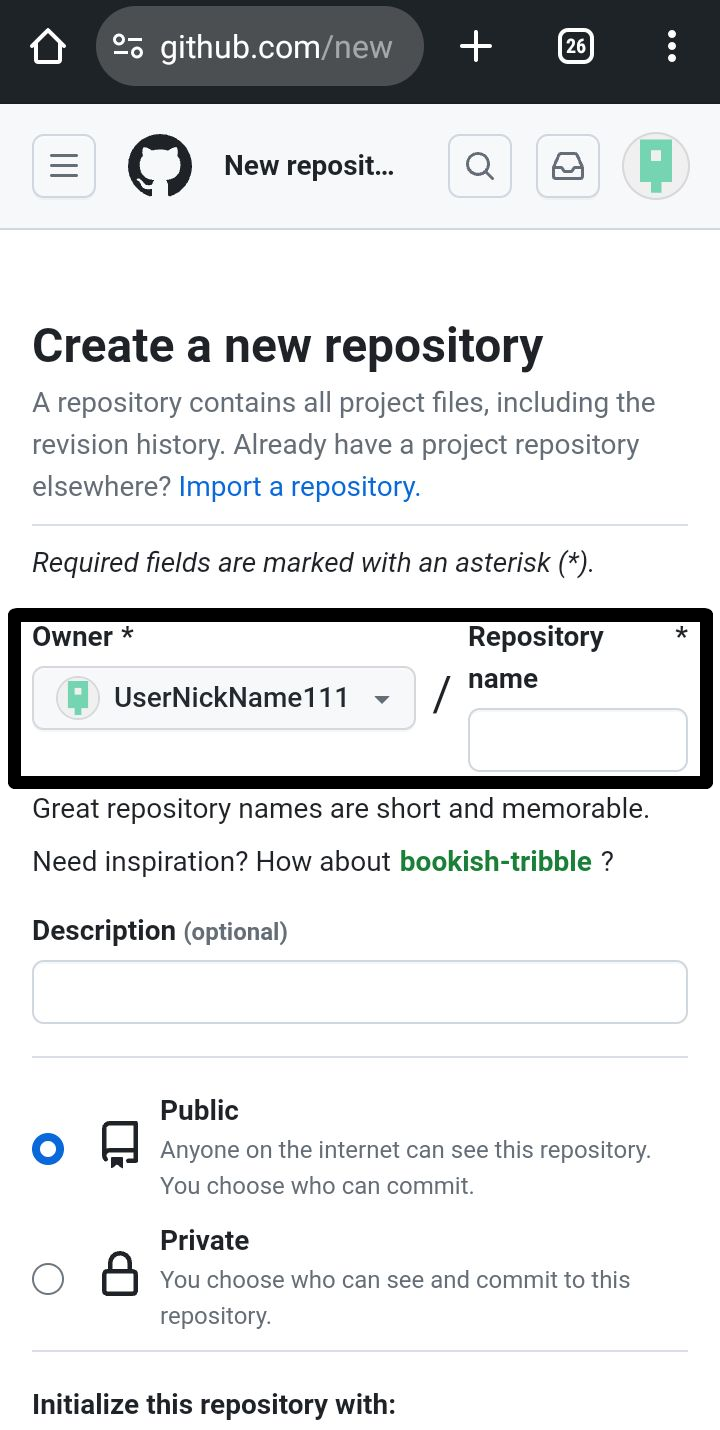 github.com/new
26
New reposit...
Create a new repository
A repository contains all project files, including the
revision history. Already have a project repository
elsewhere? Import a repository.
Required fields are marked with an asterisk (*).
Owner *
Repository *
name
UserNickName111
/
Great repository names are short and memorable.
Need inspiration? How about bookish-tribble ?
Description (optional)
Public
Anyone on the internet can see this repository.
You choose who can commit.
Private
You choose who can see and commit to this
repository.
Initialize this repository with: